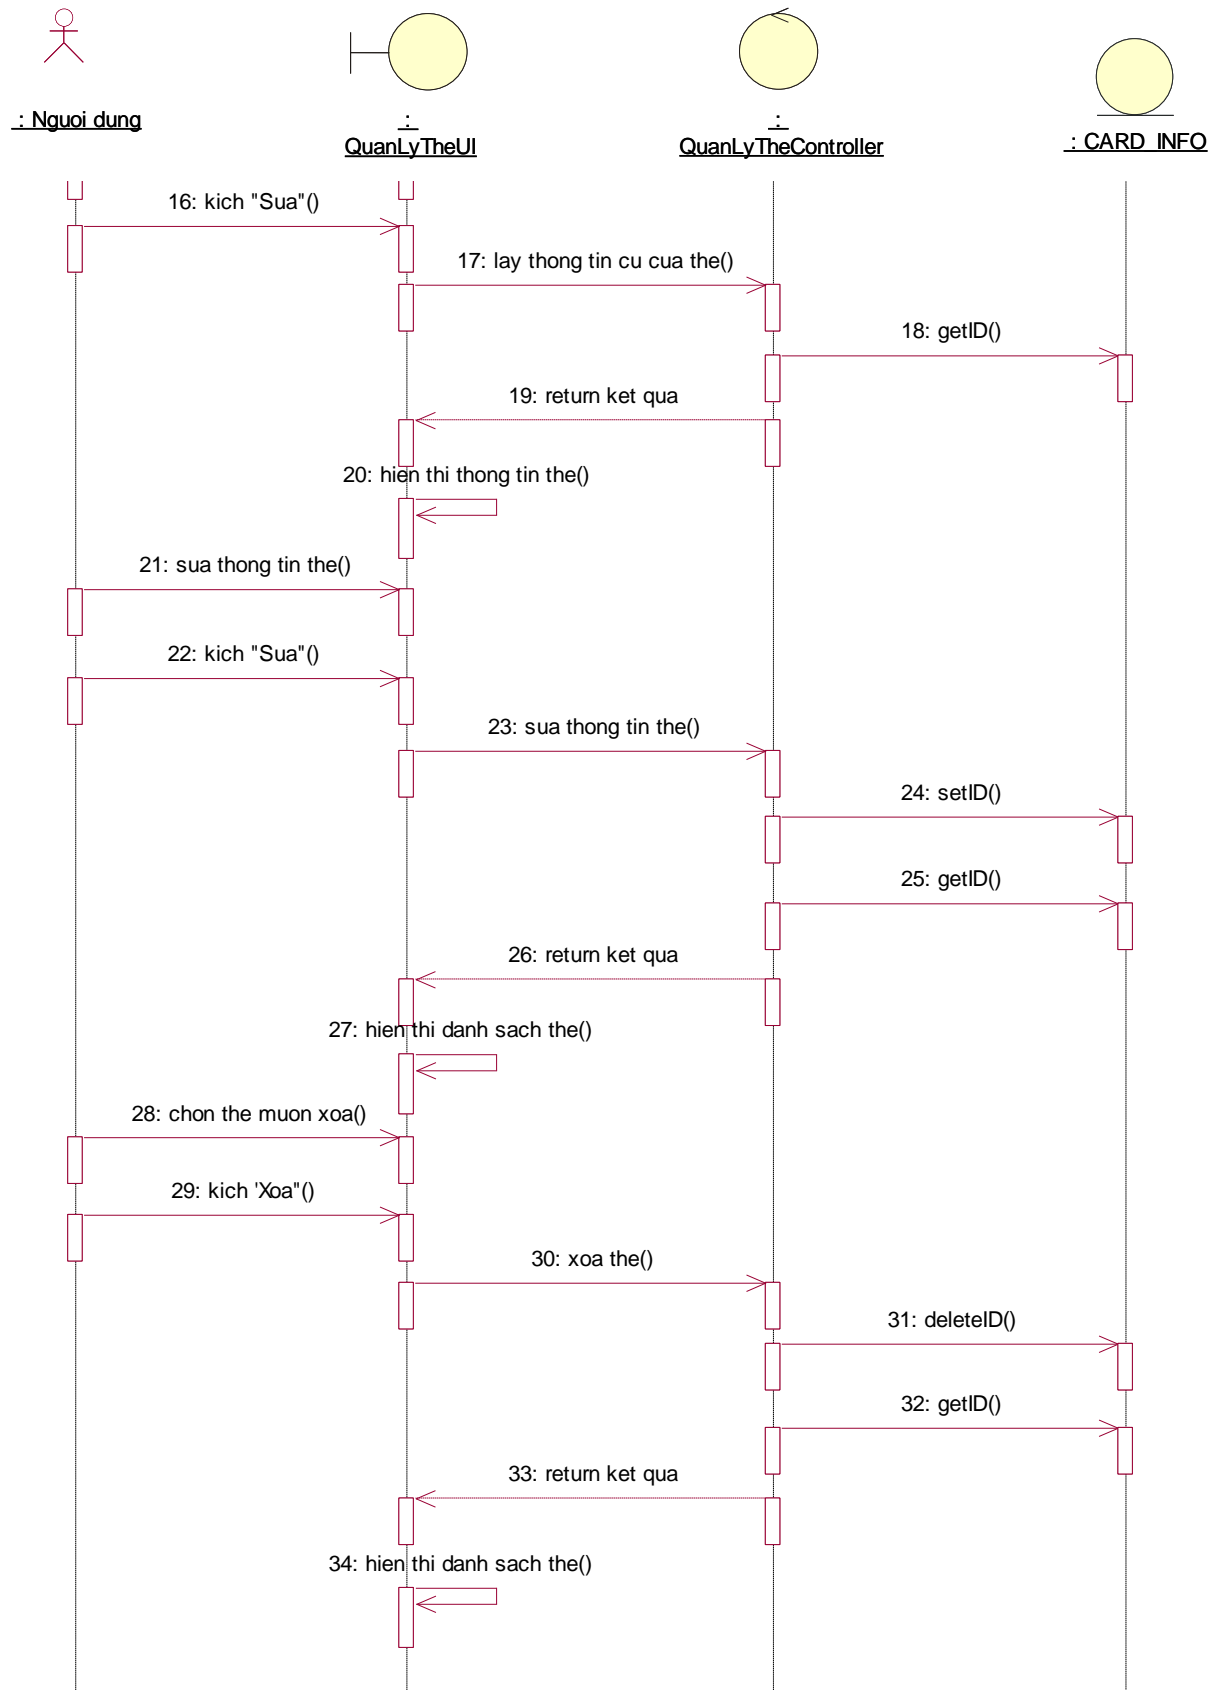 : Nguoi dung
:
QuanLyTheUI
:
QuanLyTheController
: CARD_INFO
16: kich "Sua"()
17: lay thong tin cu cua the()
18: getID()
19: return ket qua
20: hien thi thong tin the()
21: sua thong tin the()
22: kich "Sua"()
23: sua thong tin the()
24: setID()
25: getID()
26: return ket qua
27: hien thi danh sach the()
28: chon the muon xoa()
29: kich 'Xoa"()
30: xoa the()
31: deleteID()
32: getID()
33: return ket qua
34: hien thi danh sach the()